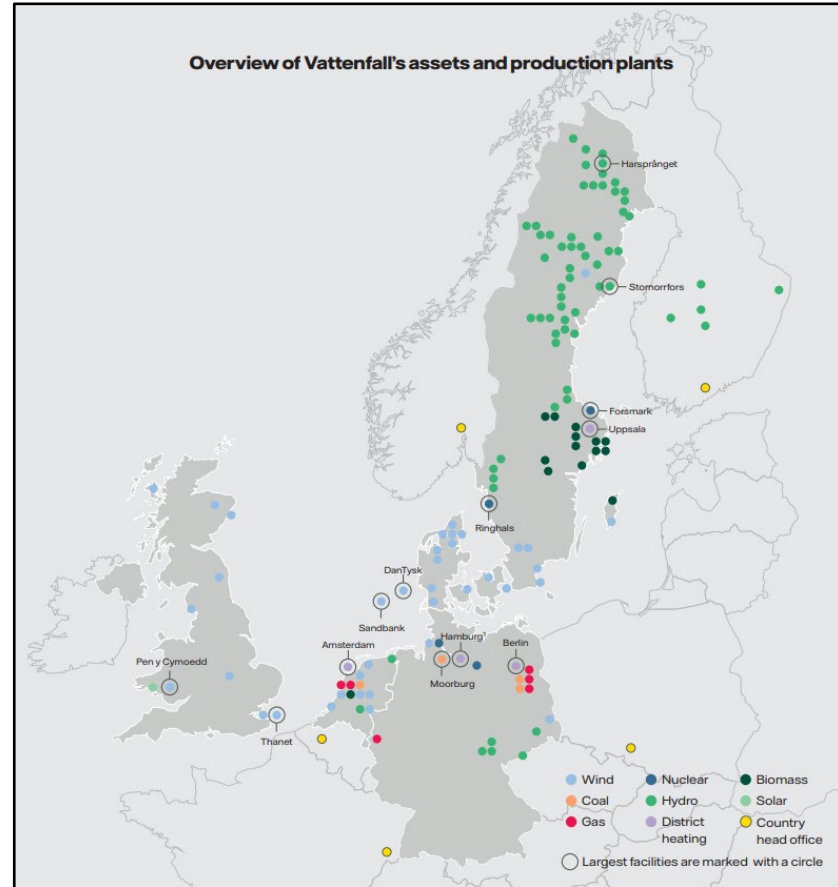 Overview of Vattenfall's assets and production plants
Harsprånget
Stornorrfors
Forsmark
Uppsala
Ringhals
DanTysk
Sandbank
Amsterdam
Hamburg¹
Berlin
Pen y Cymoedd
Moorburg
Thanet
Wind
Nuclear
Biomass
Coal
Hydro
Solar
Gas
District
heating
Country
head office
Largest facilities are marked with a circle